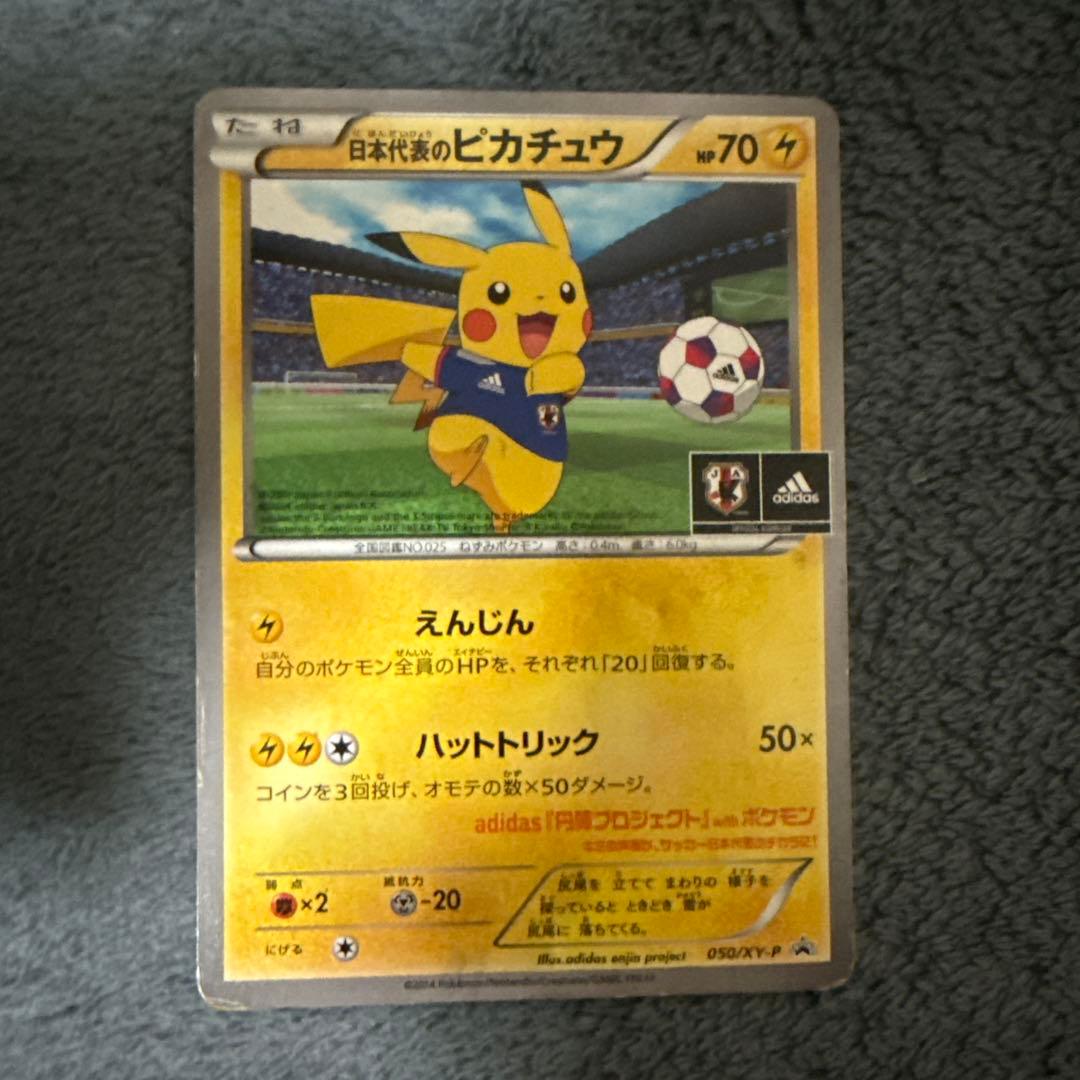 たね
日本代表のピカチュウ
HP70
adidas
全国図鑑NO.025 ねずみポケモン 高さ:0.4m 重さ:6.0kg
えんじん
自分のポケモン全員のHPを、それぞれ「20」回復する。
ハットトリック 50×
コインを3回投げ、オモテの数×50ダメージ。
adidas『円陣プロジェクト』with ポケモン
弱点 抵抗力
×2 -20
にげる
尻尾を 立てて まわりの 様子を
探っていると ときどき 雷が
尻尾に 落ちてくる。
Illus.adidas enjin project 050/XY-P
©2014 Pokémon/Nintendo/Creatures/GAME FREAK